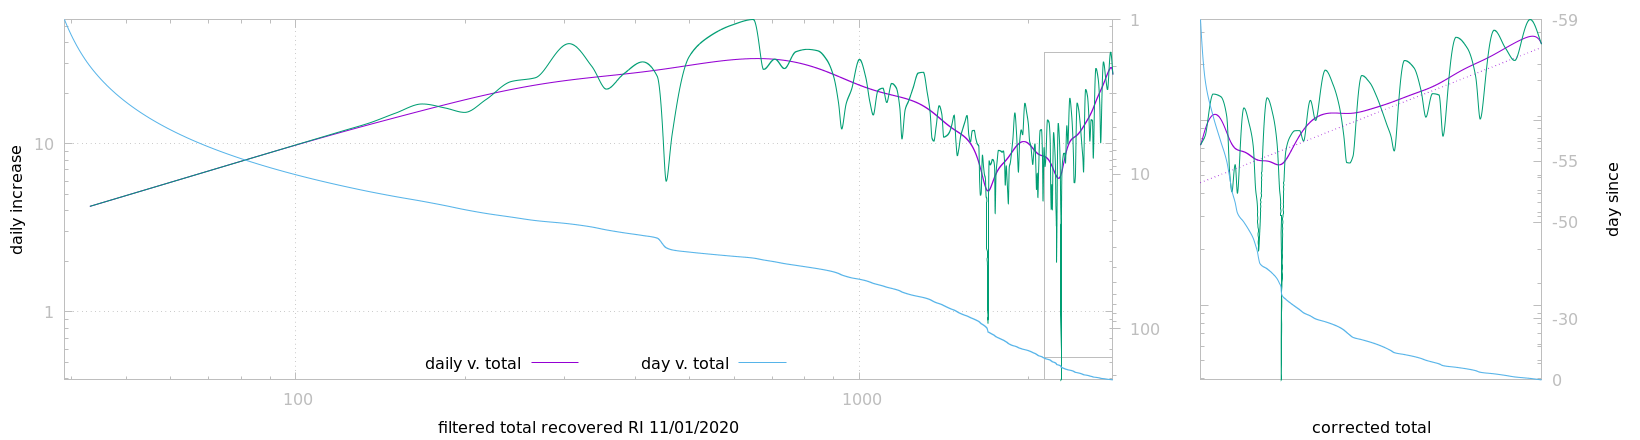 1
-59
10
daily increase
-55
10
day since
-50
1
-30
100
daily v. total
day v. total
0
100
1000
filtered total recovered RI 11/01/2020
corrected total